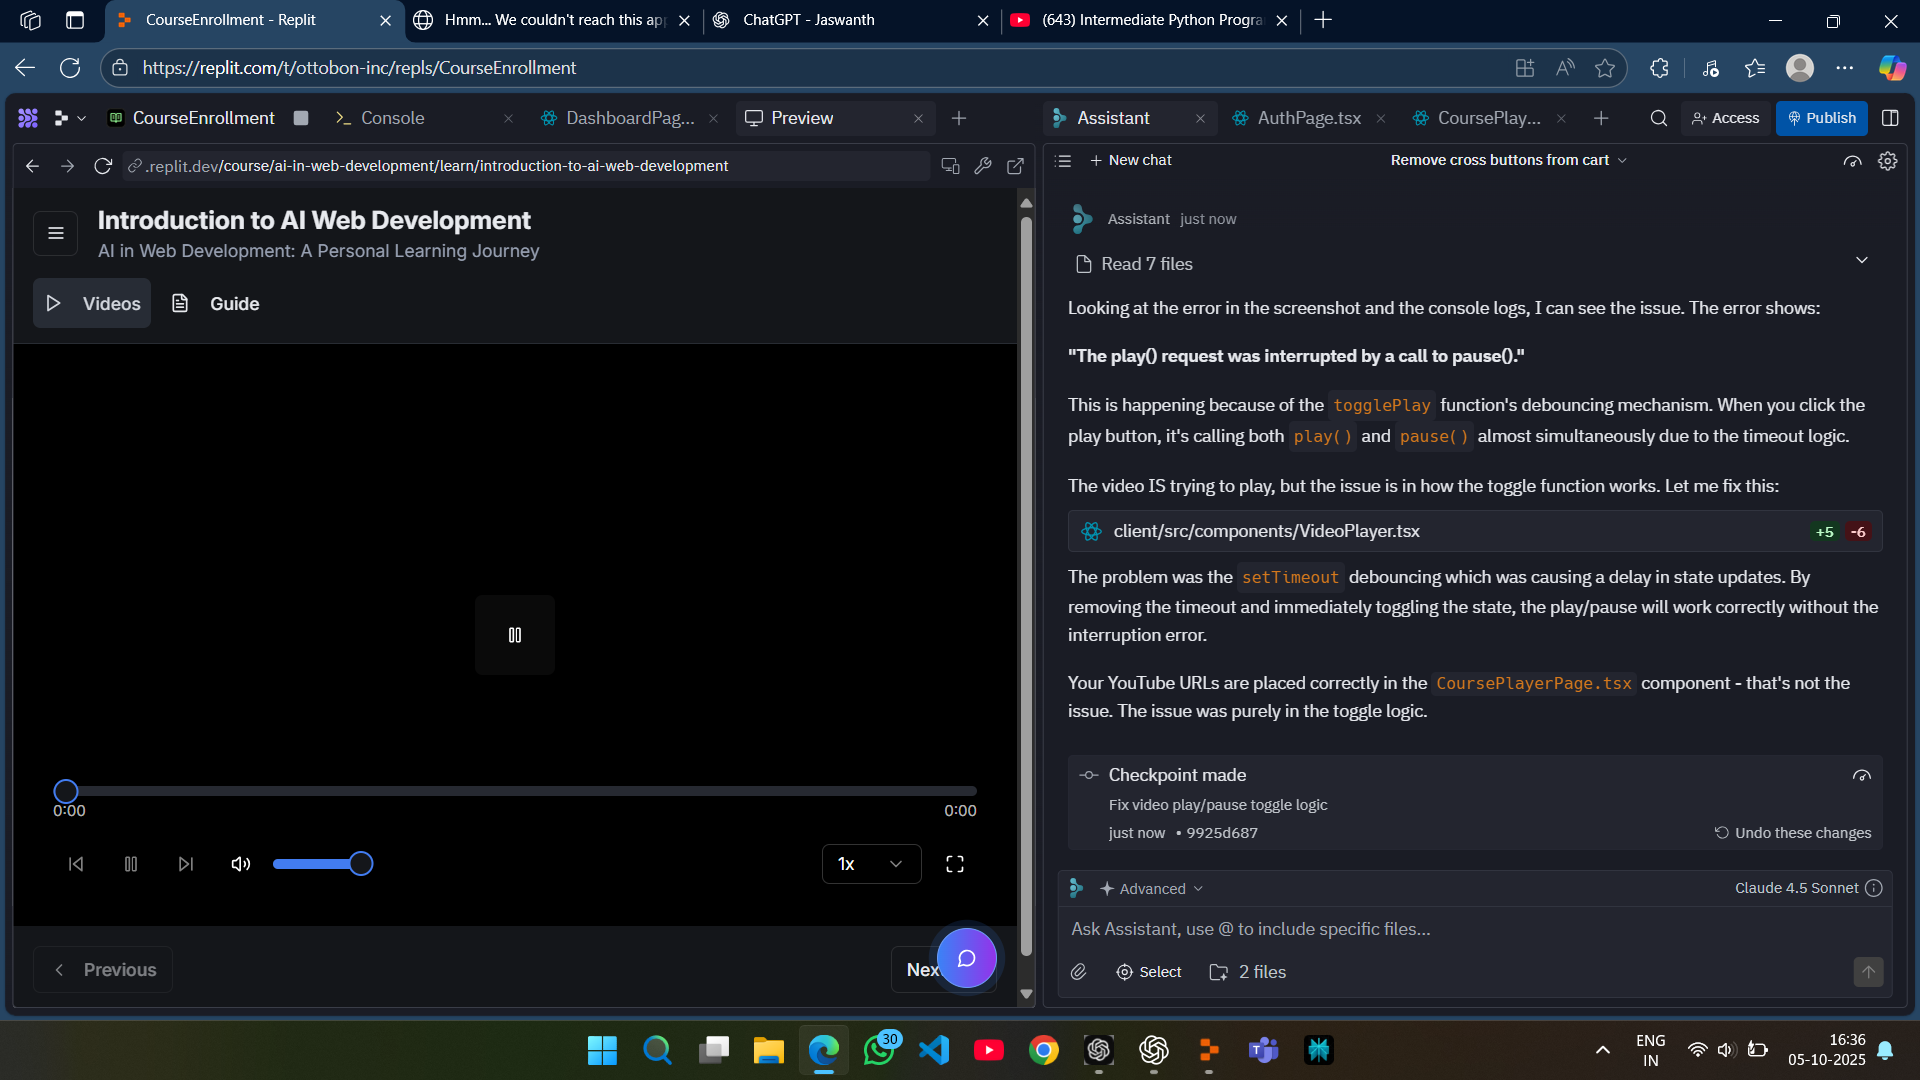 CourseEnrollment - Replit
Hmm... We couldn't reach this app
ChatGPT - Jaswanth
(643) Intermediate Python Progra
https://replit.com/t/ottobon-inc/repls/CourseEnrollment
CourseEnrollment
Console
DashboardPag...
Preview
Assistant
AuthPage.tsx
CoursePlay...
Access
Publish
.replit.dev/course/ai-in-web-development/learn/introduction-to-ai-web-development
New chat
Remove cross buttons from cart
Introduction to AI Web Development
AI in Web Development: A Personal Learning Journey
Videos
Guide
0:00
0:00
1x
Previous
Nex
Assistant just now
Read 7 files
Looking at the error in the screenshot and the console logs, I can see the issue. The error shows:
"The play() request was interrupted by a call to pause()."
This is happening because of the togglePlay function's debouncing mechanism. When you click the
play button, it's calling both play() and pause() almost simultaneously due to the timeout logic.
The video IS trying to play, but the issue is in how the toggle function works. Let me fix this:
client/src/components/VideoPlayer.tsx +5 -6
The problem was the setTimeout debouncing which was causing a delay in state updates. By
removing the timeout and immediately toggling the state, the play/pause will work correctly without the
interruption error.
Your YouTube URLs are placed correctly in the CoursePlayerPage.tsx component - that's not the
issue. The issue was purely in the toggle logic.
Checkpoint made
Fix video play/pause toggle logic
just now • 9925d687
Undo these changes
Advanced
Claude 4.5 Sonnet
Ask Assistant, use @ to include specific files...
Select
2 files
30
ENG
IN
16:36
05-10-2025